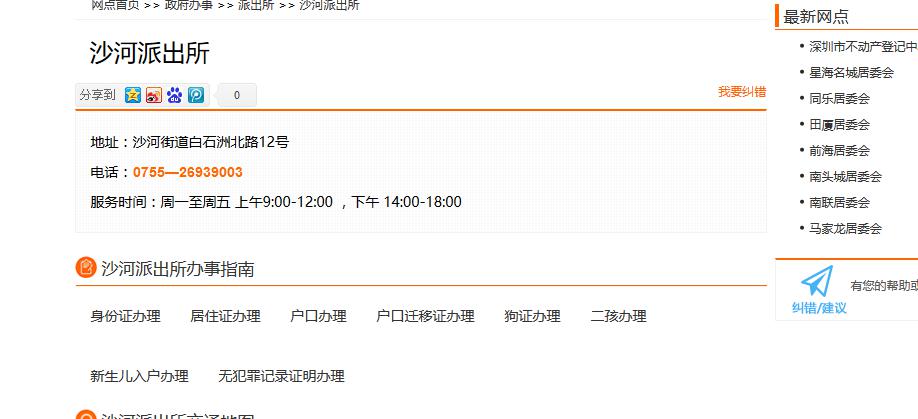 网点首页 >> 政府办事 >> 派出所 >> 沙河派出所
沙河派出所
分享到 0
我要纠错
地址：沙河街道白石洲北路12号
电话：0755—26939003
服务时间：周一至周五 上午9:00-12:00 ，下午 14:00-18:00
沙河派出所办事指南
身份证办理 居住证办理 户口办理 户口迁移证办理 狗证办理 二孩办理
新生儿入户办理 无犯罪记录证明办理
沙河派出所交通地图
最新网点
• 深圳市不动产登记中
• 星海名城居委会
• 同乐居委会
• 田厦居委会
• 前海居委会
• 南头城居委会
• 南联居委会
• 马家龙居委会
有您的帮助或
纠错/建议